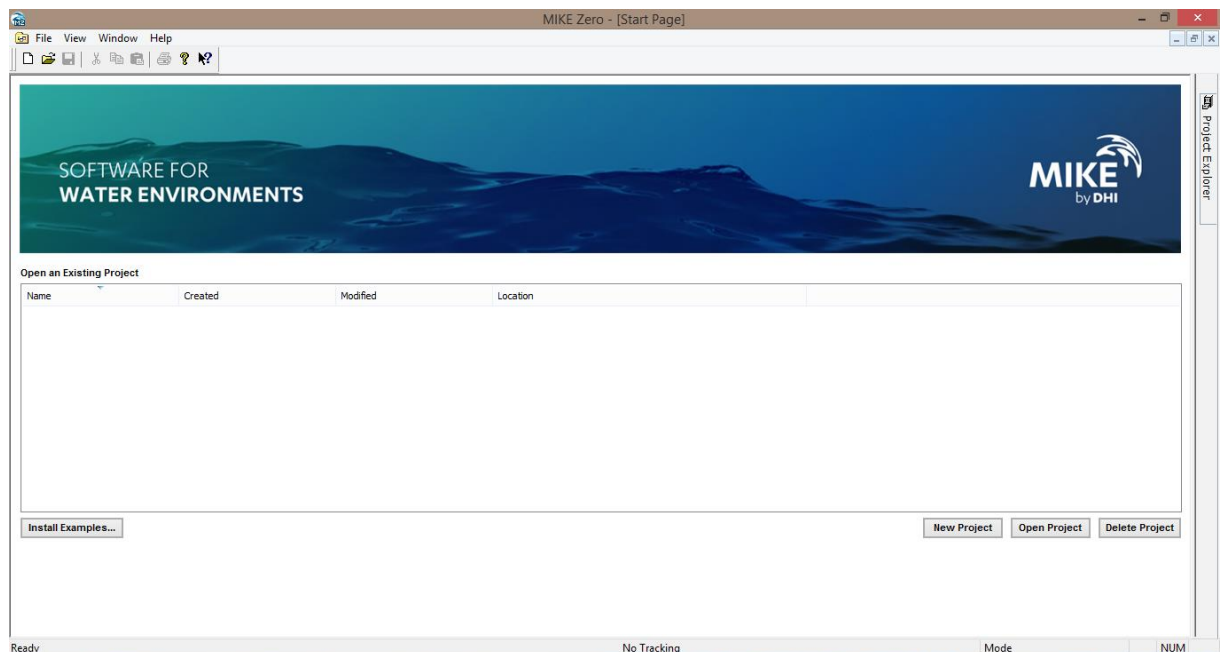 MIKE Zero - [Start Page]
File View Window Help
SOFTWARE FOR
WATER ENVIRONMENTS
MIKE
by DHI
Project Explorer
Open an Existing Project
Name Created Modified Location
Install Examples... New Project Open Project Delete Project
Ready No Tracking Mode NUM